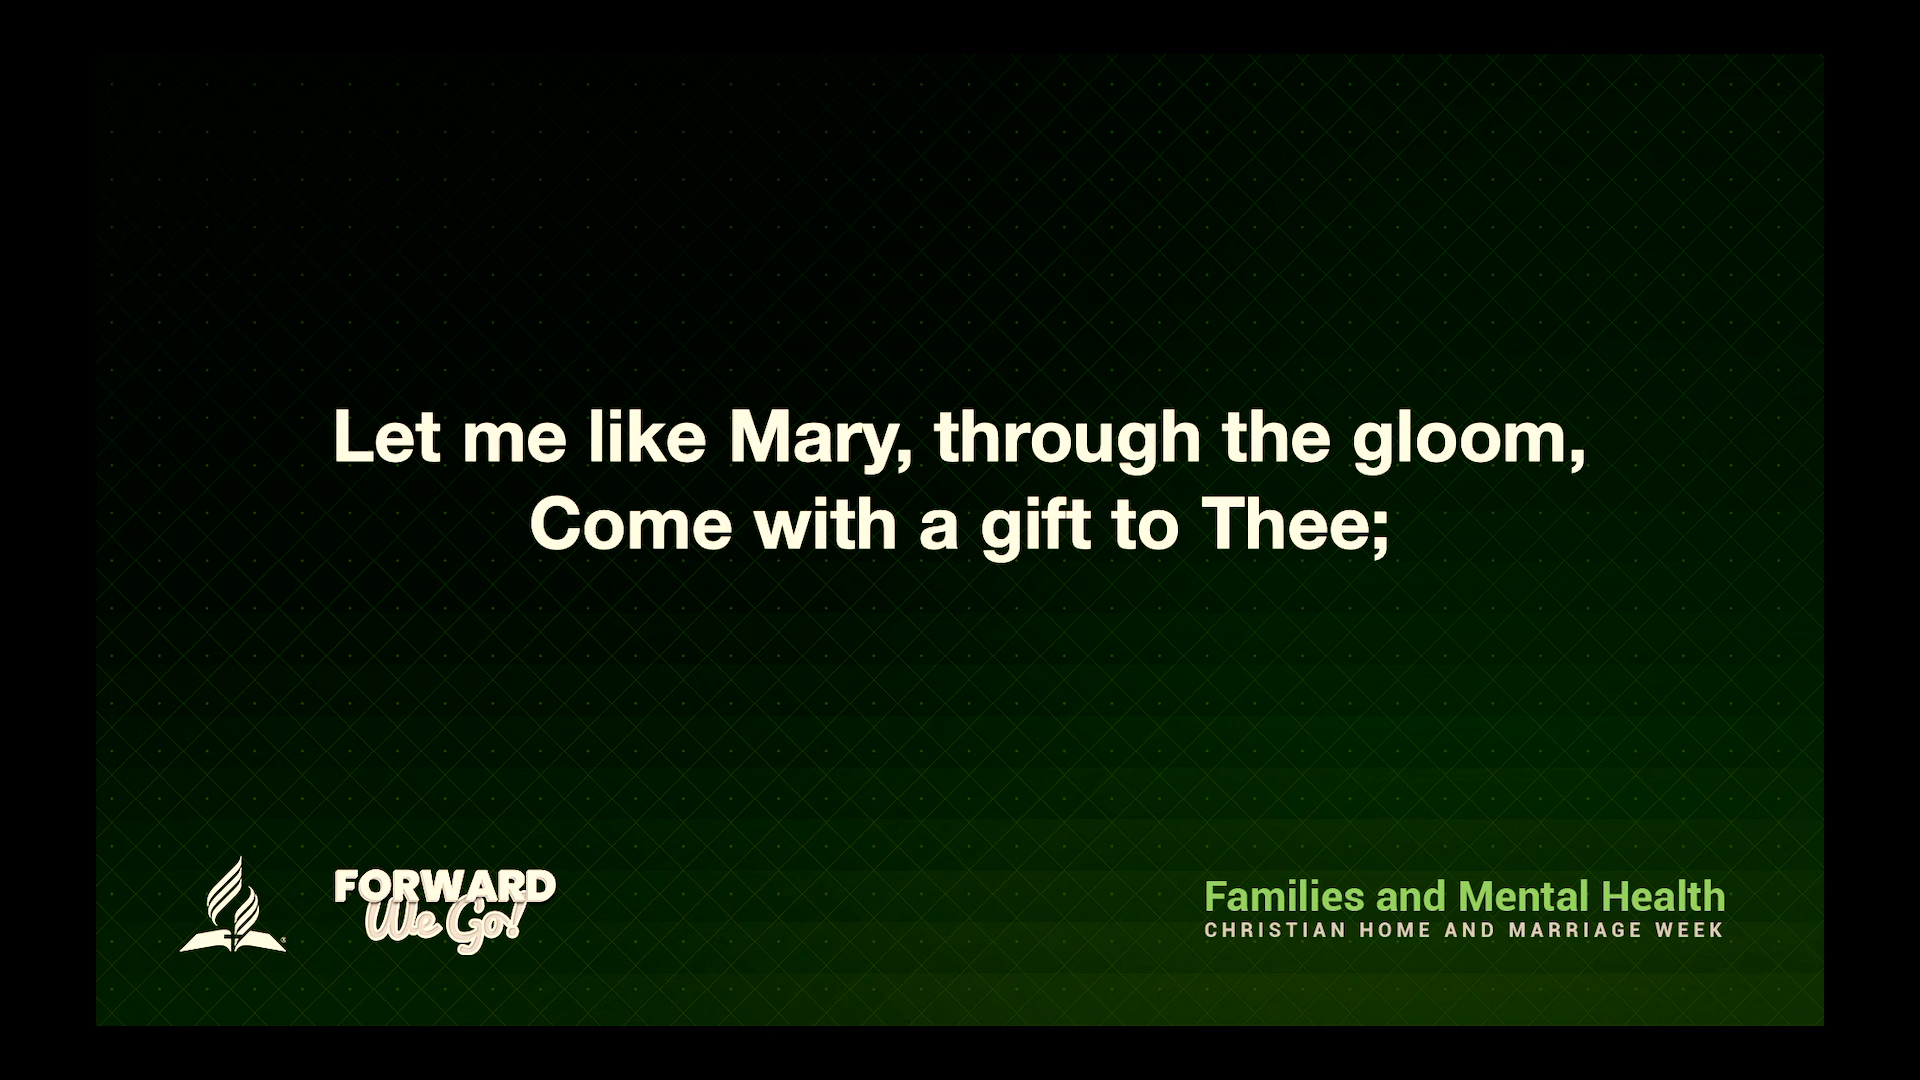 Let me like Mary, through the gloom,
Come with a gift to Thee;
FORWARD
We Go!
Families and Mental Health
CHRISTIAN HOME AND MARRIAGE WEEK